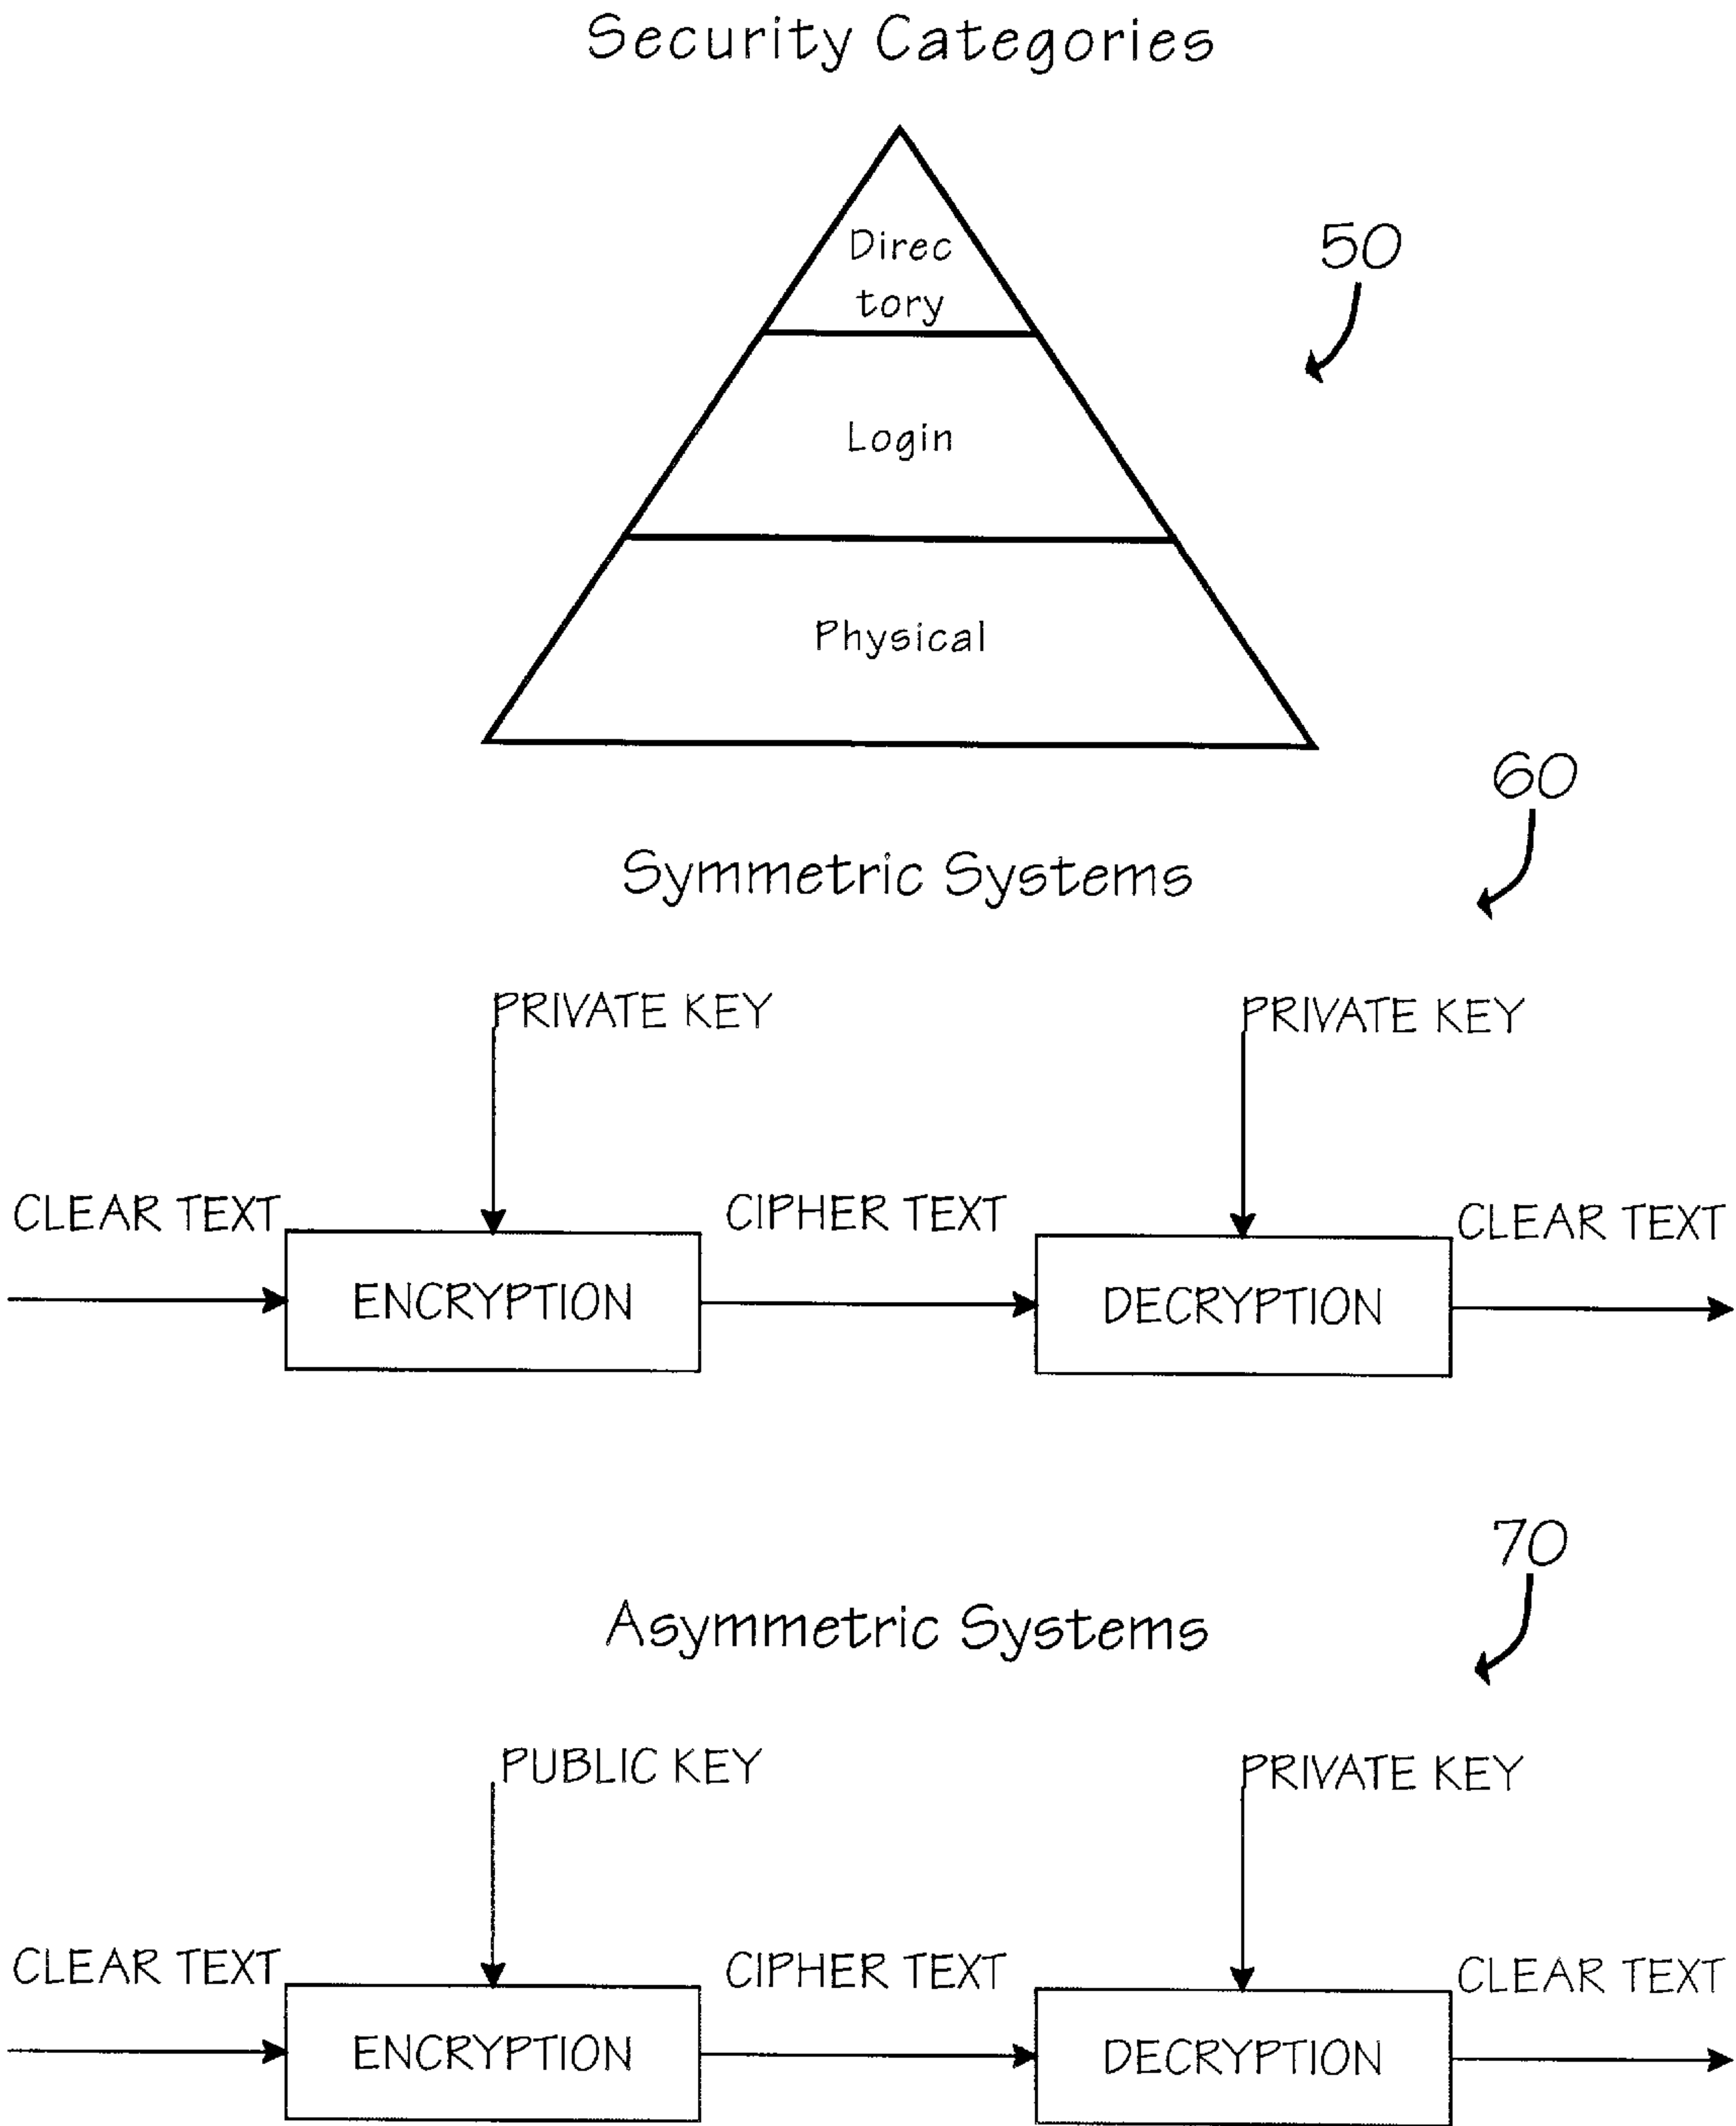 Security Categories
50
Direc
tory
Login
Physical
60
Symmetric Systems
PRIVATE KEY
PRIVATE KEY
CLEAR TEXT
CIPHER TEXT
CLEAR TEXT
ENCRYPTION
DECRYPTION
70
Asymmetric Systems
PUBLIC KEY
PRIVATE KEY
CLEAR TEXT
CIPHER TEXT
CLEAR TEXT
ENCRYPTION
DECRYPTION